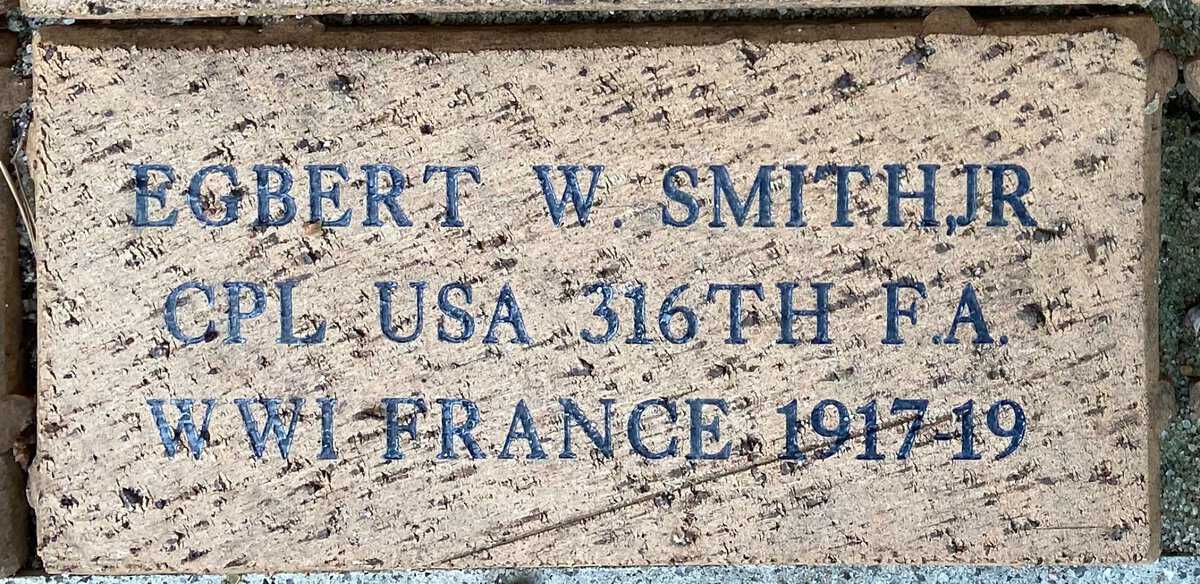 EGBERT W. SMITH,JR
CPL USA 316TH F.A.
WWI FRANCE 1917-19